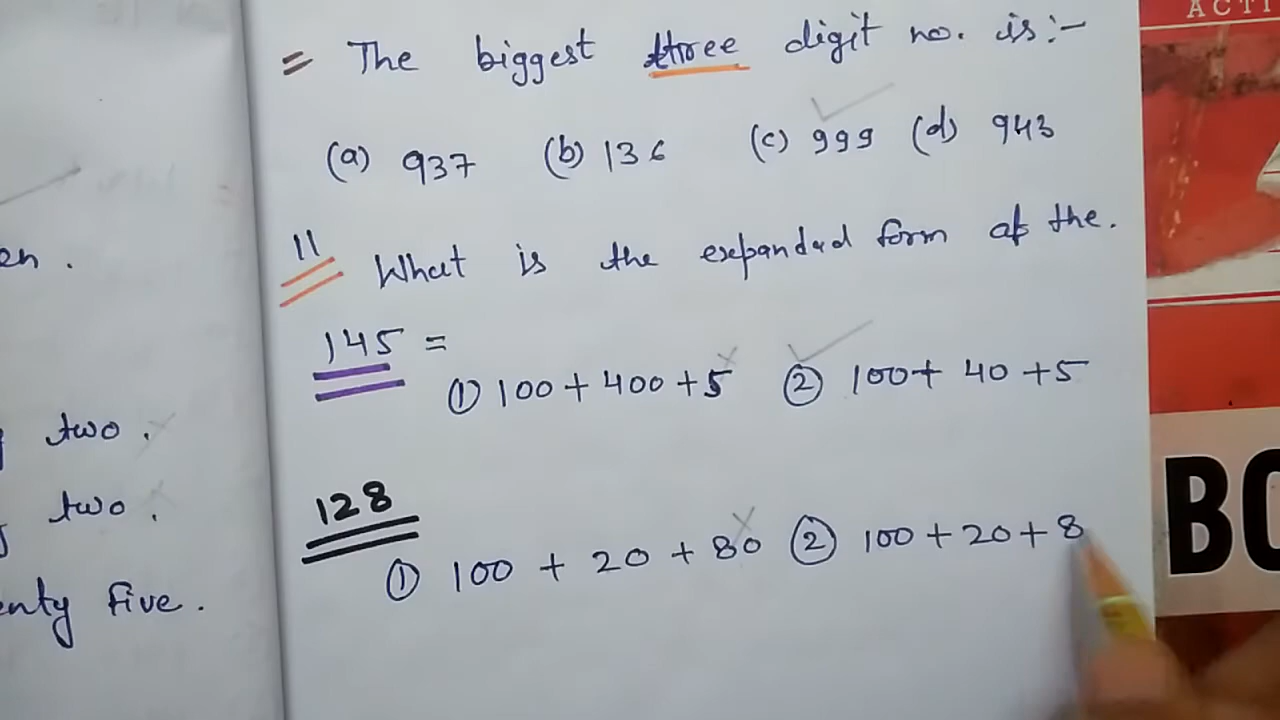 = The biggest three digit no. is:-
(a) 937 (b) 136 (c) 999 (d) 943
11 What is the expanded form of the.
145 =
① 100 + 400 + 5 ② 100 + 40 + 5
128
① 100 + 20 + 80 ② 100 + 20 + 8
en.
two.
two.
enty five.
ACTI
BO